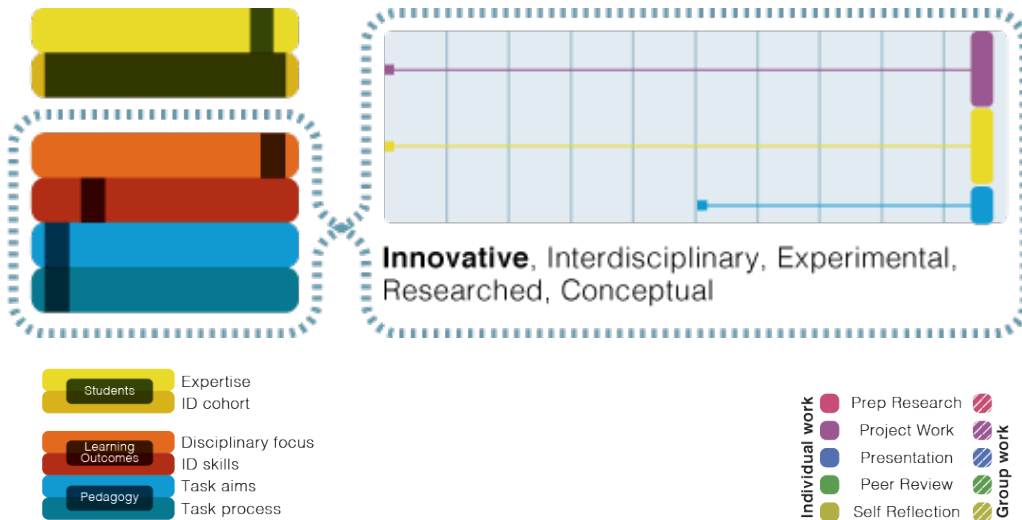 Innovative, Interdisciplinary, Experimental,
Researched, Conceptual
Students
Expertise
ID cohort
Learning
Outcomes
Disciplinary focus
ID skills
Pedagogy
Task aims
Task process
Individual work
Prep Research
Project Work
Presentation
Peer Review
Self Reflection
Group work